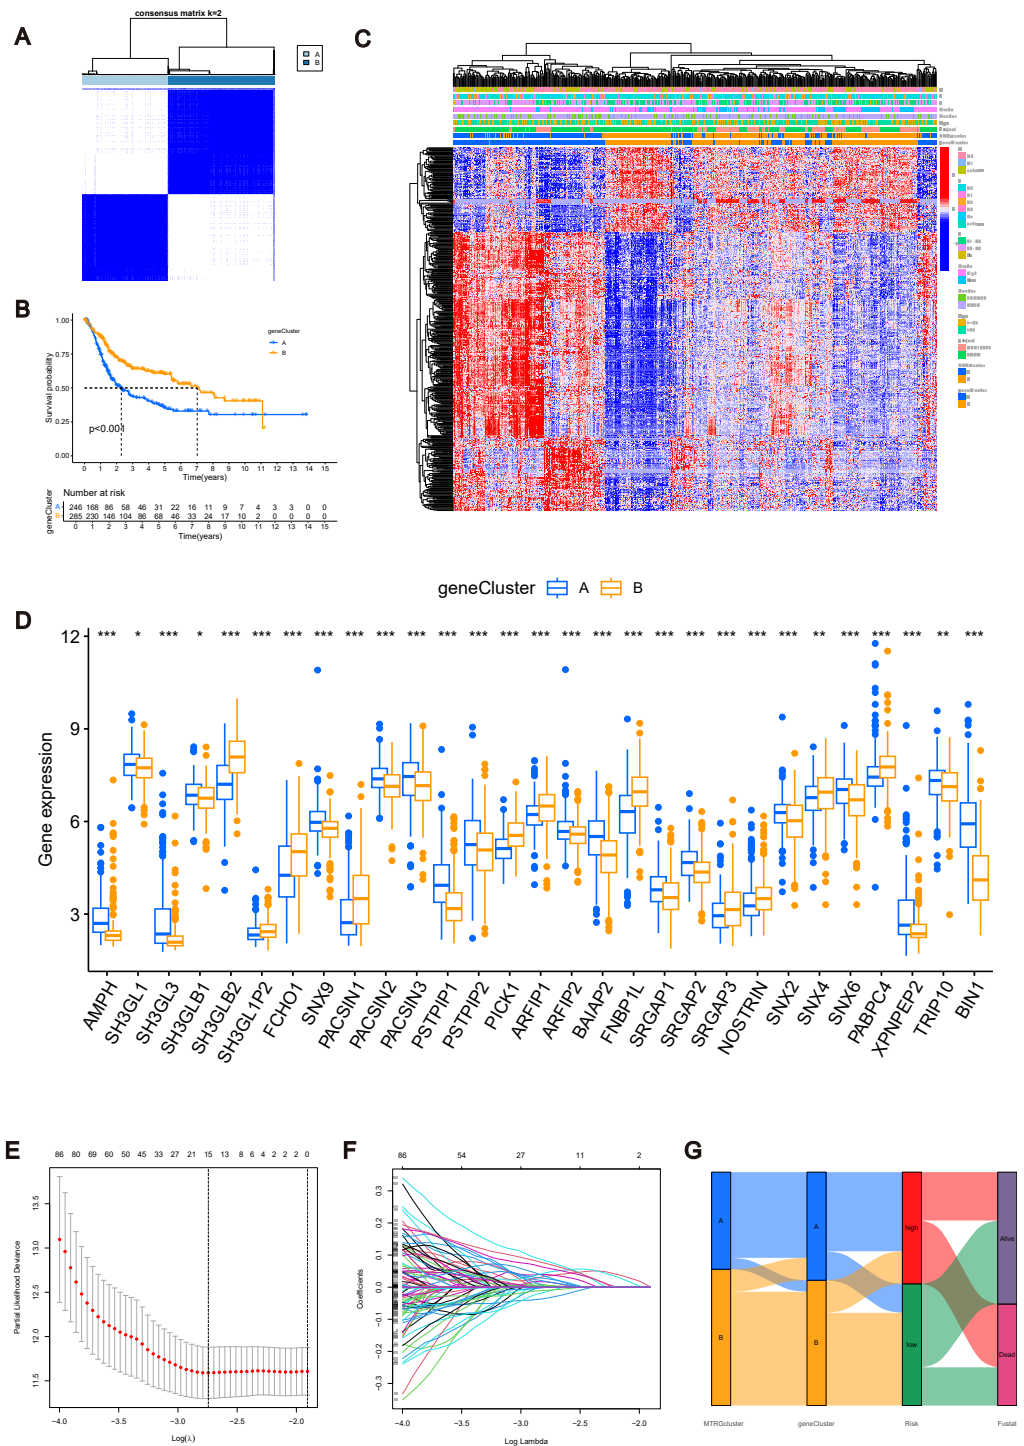 A
consensus matrix k=2
A
B
B
1.00
0.75
0.50
0.25
0.00
Survival probability
geneCluster
A
B
p<0.001
0 1 2 3 4 5 6 7 8 9 10 11 12 13 14 15
Time(years)
Number at risk
geneCluster
A 246 168 86 58 46 31 22 16 11 9 7 4 3 3 0 0
B 285 230 146 104 86 68 46 33 24 17 10 2 0 0 0 0
0 1 2 3 4 5 6 7 8 9 10 11 12 13 14 15
Time(years)
C
geneCluster A B
D
*** * *** * *** *** *** *** *** *** *** *** *** *** *** *** *** *** *** *** *** *** *** ** *** *** *** ** ***
12
9
6
3
Gene expression
AMPH
SH3GL1
SH3GL3
SH3GLB1
SH3GLB2
SH3GL1P2
FCHO1
SNX9
PACSIN1
PACSIN2
PACSIN3
PSTPIP1
PSTPIP2
PICK1
ARFIP1
ARFIP2
BAIAP2
FNBP1L
SRGAP1
SRGAP2
SRGAP3
NOSTRIN
SNX2
SNX4
SNX6
PABPC4
XPNPEP2
TRIP10
BIN1
E
86 80 69 60 50 45 33 27 21 15 13 8 6 4 2 2 2 0
13.5
13.0
12.5
12.0
11.5
Partial Likelihood Deviance
−4.0 −3.5 −3.0 −2.5 −2.0
Log(λ)
F
86 54 27 11 2
0.3
0.2
0.1
0.0
−0.1
−0.2
−0.3
Coefficients
−4.0 −3.5 −3.0 −2.5 −2.0
Log Lambda
G
A
B
A
B
high
low
Alive
Dead
MTRGcluster
geneCluster
Risk
Fustat